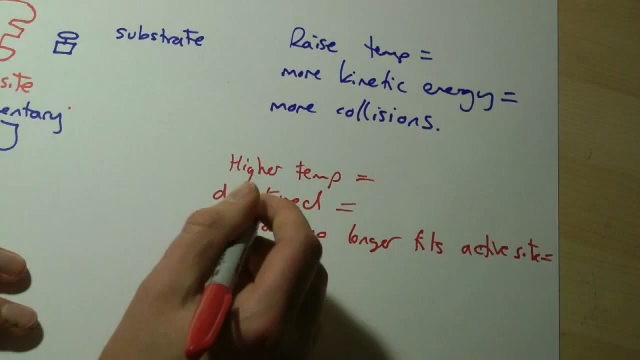 substrate
site
entary
Raise temp =
more kinetic energy =
more collisions.
Higher temp =
longer fits active site =